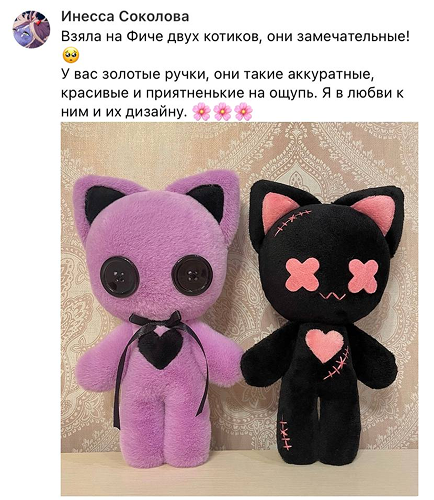 Инесса Соколова
Взяла на Фиче двух котиков, они замечательные!
🥺
У вас золотые ручки, они такие аккуратные,
красивые и приятненькие на ощупь. Я в любви к
ним и их дизайну. 🌸🌸🌸